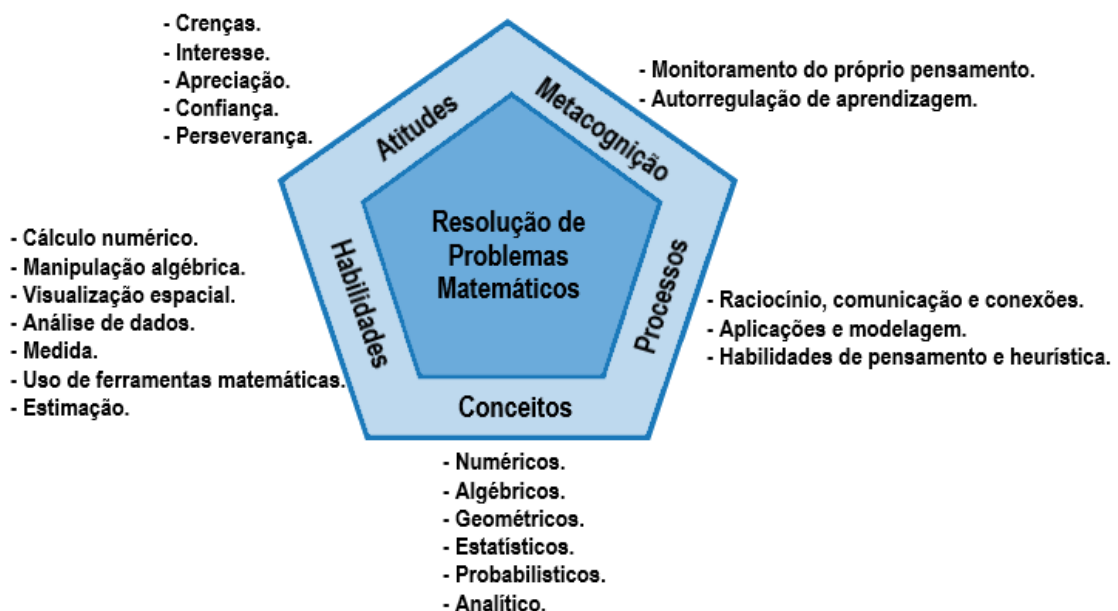 - Crenças.
- Interesse.
- Apreciação.
- Confiança.
- Perseverança.
Atitudes
Metacognição
- Monitoramento do próprio pensamento.
- Autorregulação de aprendizagem.
Resolução de
Problemas
Matemáticos
Habilidades
- Cálculo numérico.
- Manipulação algébrica.
- Visualização espacial.
- Análise de dados.
- Medida.
- Uso de ferramentas matemáticas.
- Estimação.
Processos
- Raciocínio, comunicação e conexões.
- Aplicações e modelagem.
- Habilidades de pensamento e heurística.
Conceitos
- Numéricos.
- Algébricos.
- Geométricos.
- Estatísticos.
- Probabilisticos.
- Analítico.